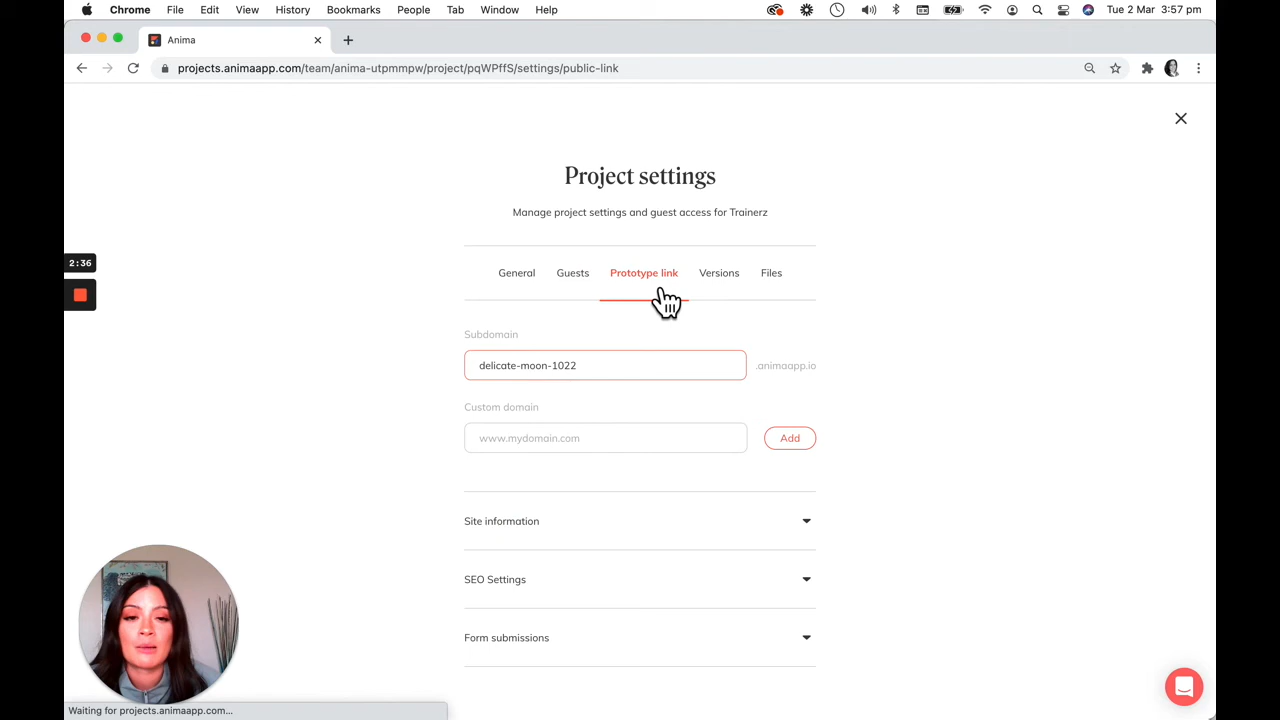 Chrome File Edit View History Bookmarks People Tab Window Help Tue 2 Mar 3:57 pm
Anima
projects.animaapp.com/team/anima-utpmmpw/project/pqWPffS/settings/public-link
Project settings
Manage project settings and guest access for Trainerz
2:36
General Guests Prototype link Versions Files
Subdomain
delicate-moon-1022 .animaapp.io
Custom domain
www.mydomain.com Add
Site information
SEO Settings
Form submissions
Waiting for projects.animaapp.com...